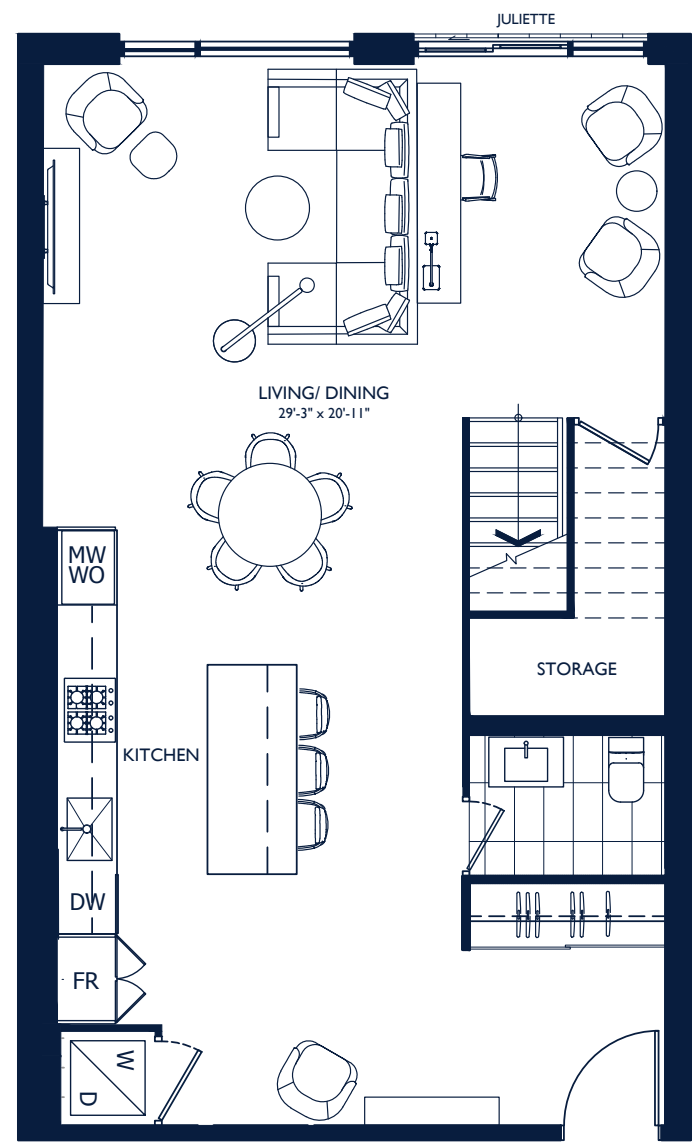 JULIETTE
LIVING/ DINING
29'-3" x 20'-11"
MW
WO
STORAGE
KITCHEN
DW
FR
W
D